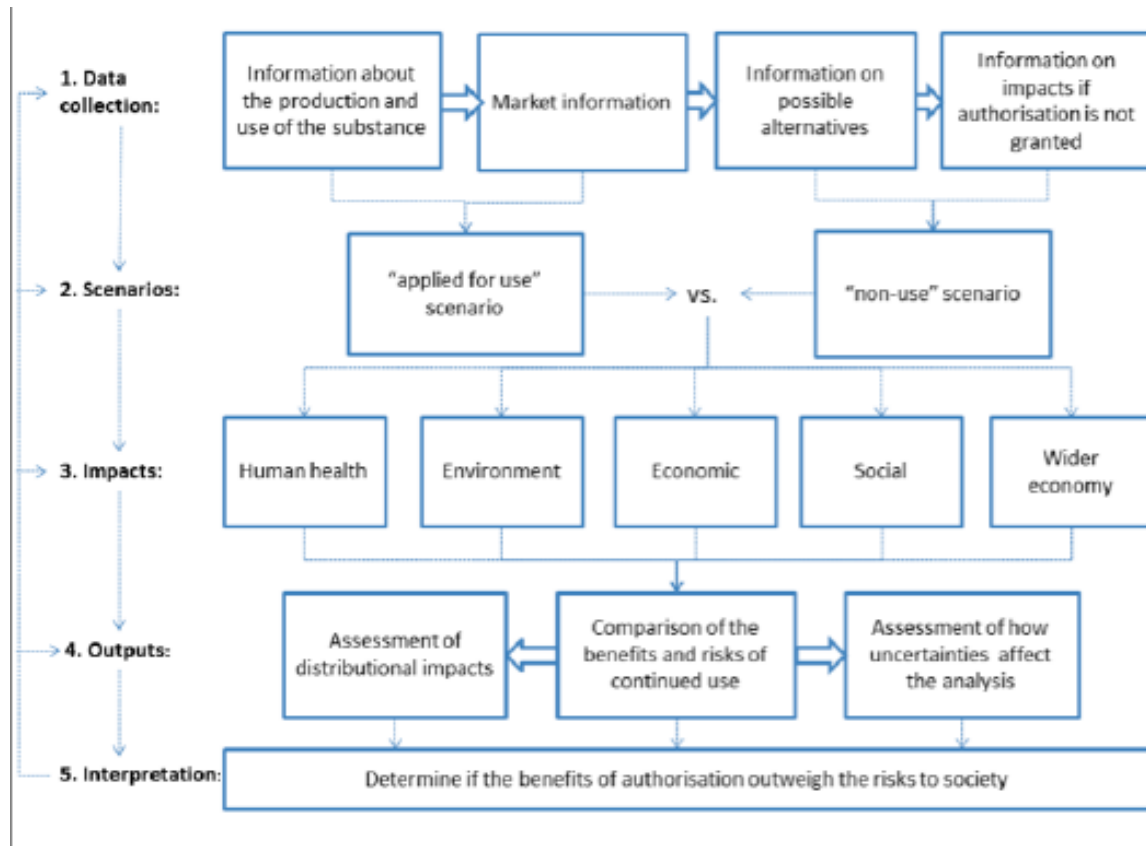 1. Data
collection:
Information about
the production and
use of the substance
Market information
Information on
possible
alternatives
Information on
impacts if
authorisation is not
granted
2. Scenarios:
“applied for use”
scenario
vs.
“non-use” scenario
3. Impacts:
Human health
Environment
Economic
Social
Wider
economy
4. Outputs:
Assessment of
distributional impacts
Comparison of the
benefits and risks of
continued use
Assessment of how
uncertainties affect
the analysis
5. Interpretation:
Determine if the benefits of authorisation outweigh the risks to society